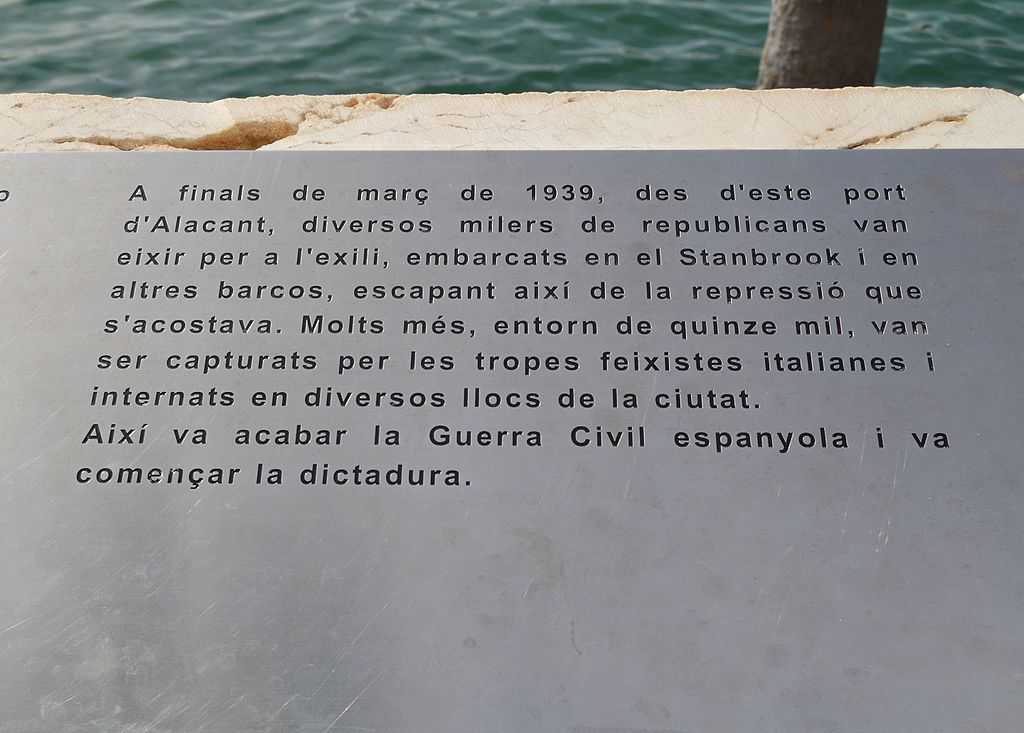 A finals de març de 1939, des d'este port
d'Alacant, diversos milers de republicans van
eixir per a l'exili, embarcats en el Stanbrook i en
altres barcos, escapant així de la repressió que
s'acostava. Molts més, entorn de quinze mil, van
ser capturats per les tropes feixistes italianes i
internats en diversos llocs de la ciutat.
Així va acabar la Guerra Civil espanyola i va
començar la dictadura.